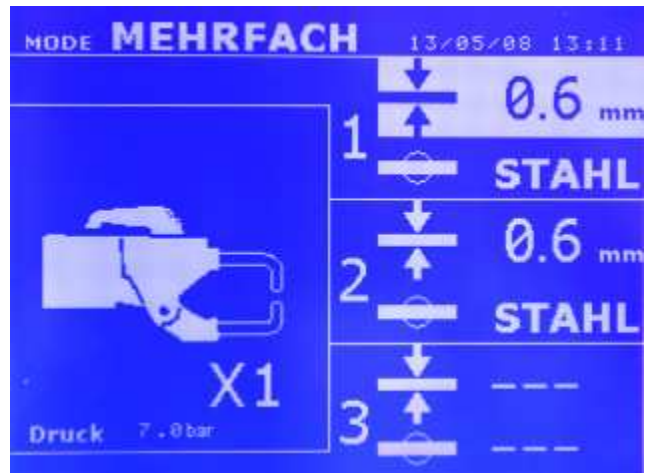 MODE MEHRFACH 13/05/08 13:11
1
0.6 mm
STAHL
2
0.6 mm
STAHL
3
---
---
X1
Druck 7.0bar